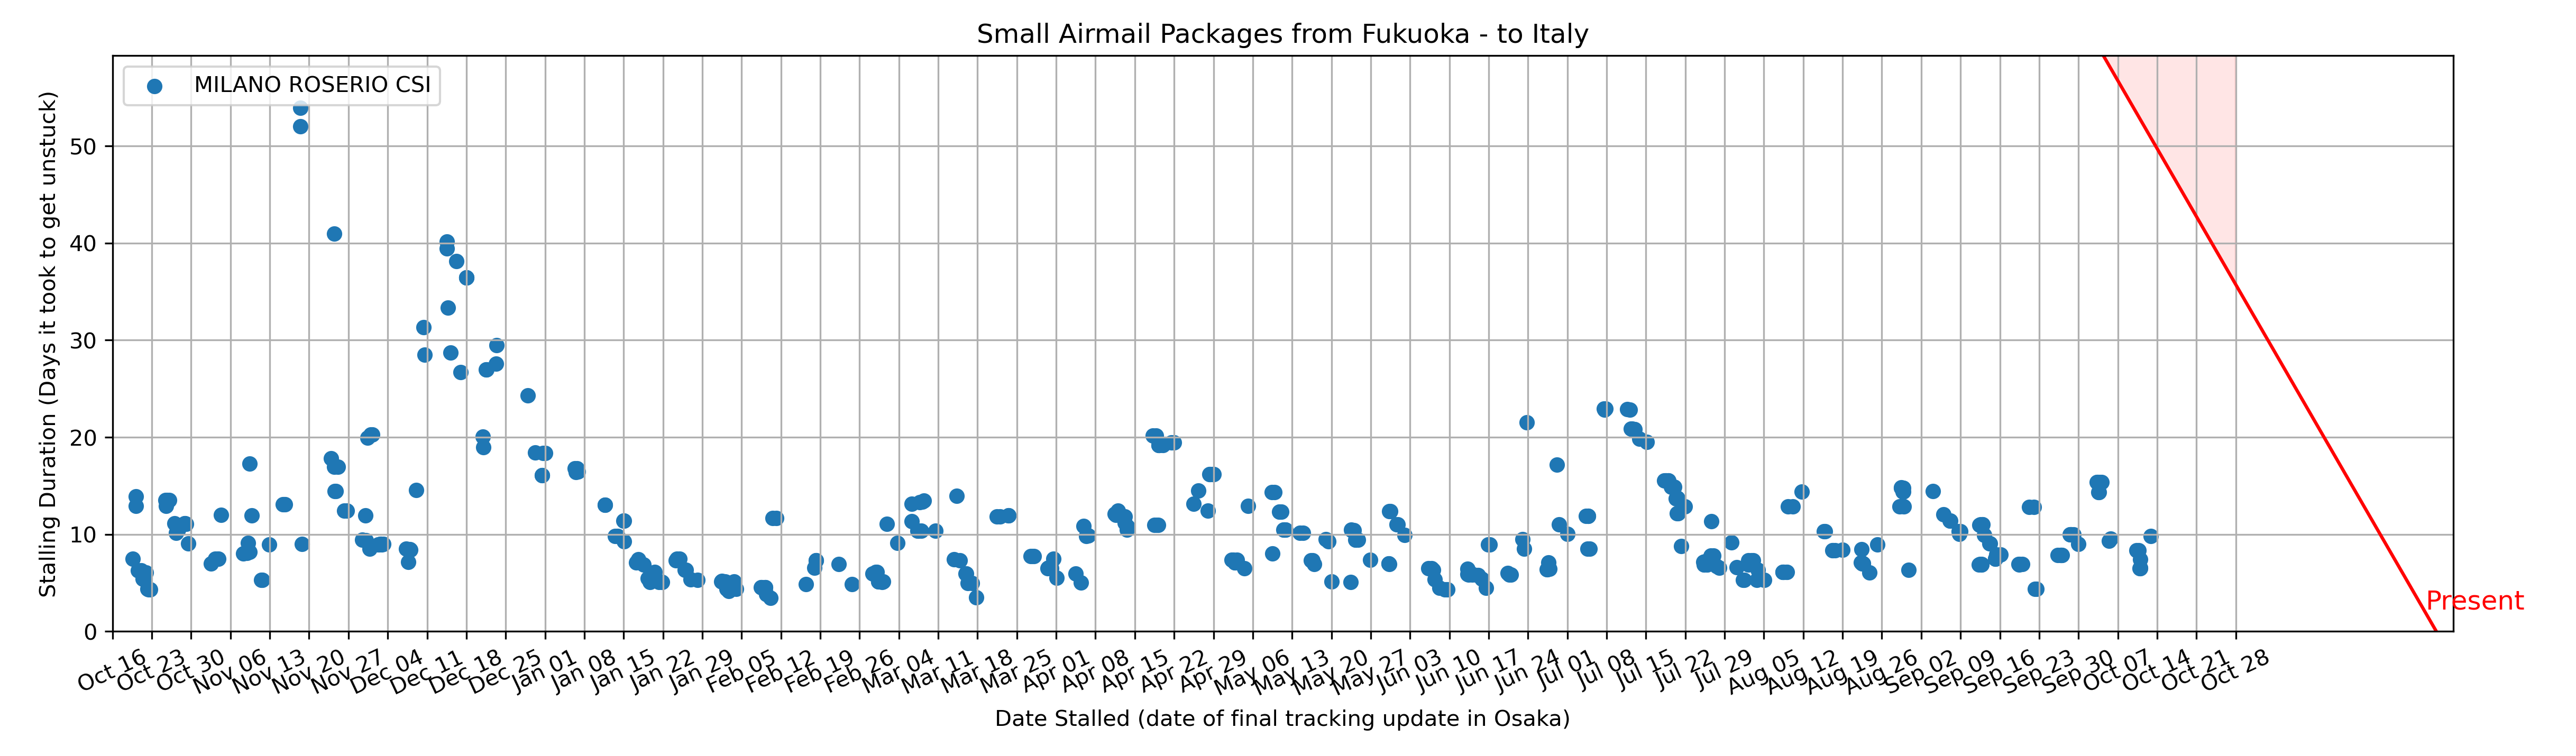 Small Airmail Packages from Fukuoka - to Italy
MILANO ROSERIO CSI
Stalling Duration (Days it took to get unstuck)
50
40
30
20
10
0
Present
Oct 16
Oct 23
Oct 30
Nov 06
Nov 13
Nov 20
Nov 27
Dec 04
Dec 11
Dec 18
Dec 25
Jan 01
Jan 08
Jan 15
Jan 22
Jan 29
Feb 05
Feb 12
Feb 19
Feb 26
Mar 04
Mar 11
Mar 18
Mar 25
Apr 01
Apr 08
Apr 15
Apr 22
Apr 29
May 06
May 13
May 20
May 27
Jun 03
Jun 10
Jun 17
Jun 24
Jul 01
Jul 08
Jul 15
Jul 22
Jul 29
Aug 05
Aug 12
Aug 19
Aug 26
Sep 02
Sep 09
Sep 16
Sep 23
Sep 30
Oct 07
Oct 14
Oct 21
Oct 28
Date Stalled (date of final tracking update in Osaka)